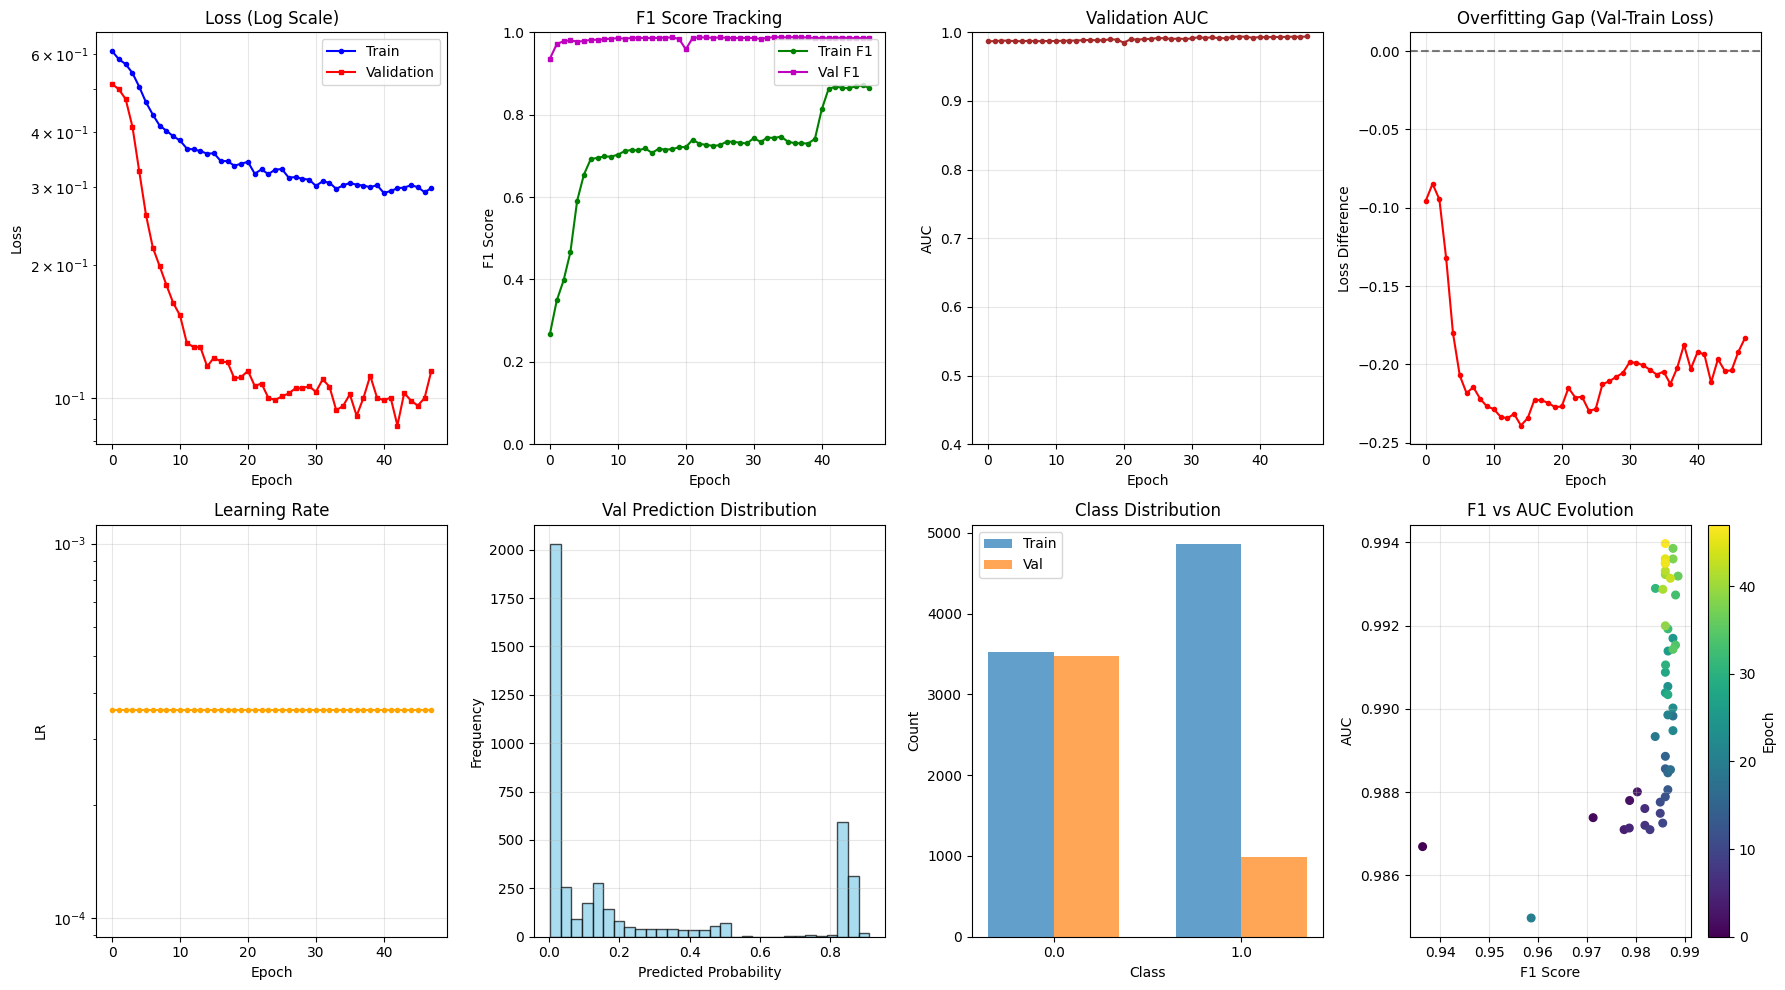 Loss (Log Scale)
6 × 10⁻¹
4 × 10⁻¹
3 × 10⁻¹
2 × 10⁻¹
10⁻¹
Loss
Train
Validation
0 10 20 30 40
Epoch
F1 Score Tracking
1.0
0.8
0.6
0.4
0.2
0.0
F1 Score
Train F1
Val F1
0 10 20 30 40
Epoch
Validation AUC
1.0
0.9
0.8
0.7
0.6
0.5
0.4
AUC
0 10 20 30 40
Epoch
Overfitting Gap (Val-Train Loss)
0.00
−0.05
−0.10
−0.15
−0.20
−0.25
Loss Difference
0 10 20 30 40
Epoch
Learning Rate
10⁻³
10⁻⁴
LR
0 10 20 30 40
Epoch
Val Prediction Distribution
2000
1750
1500
1250
1000
750
500
250
0
Frequency
0.0 0.2 0.4 0.6 0.8
Predicted Probability
Class Distribution
5000
4000
3000
2000
1000
0
Count
Train
Val
0.0 1.0
Class
F1 vs AUC Evolution
0.994
0.992
0.990
0.988
0.986
AUC
0.94 0.95 0.96 0.97 0.98 0.99
F1 Score
40
30
20
10
0
Epoch